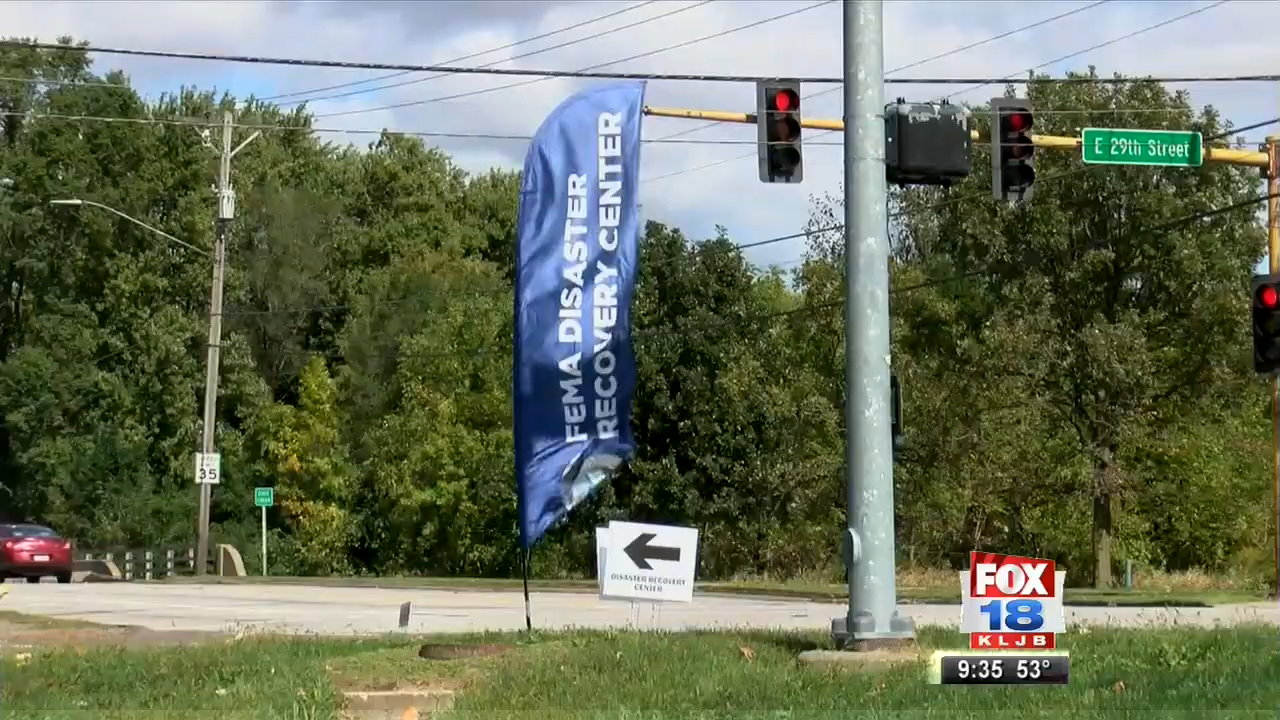 FEMA DISASTER
RECOVERY CENTER
E 29th Street
35
DISASTER RECOVERY
CENTER
FOX
18
KLJB
9:35 53°